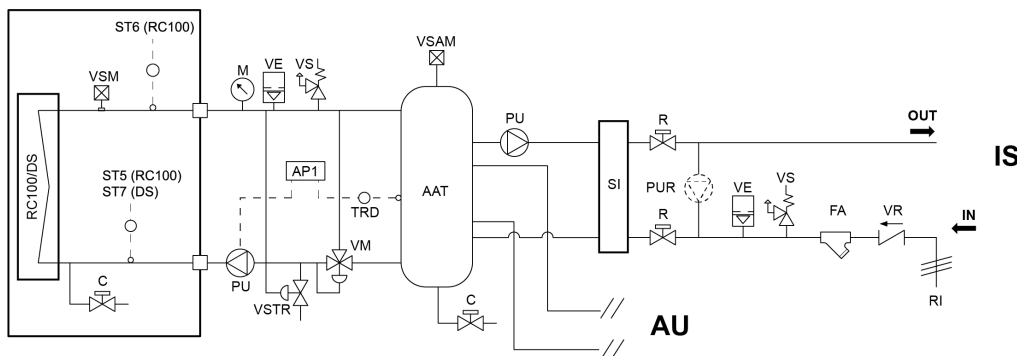 ST6 (RC100)
VSM
M
VE
VS
VSAM
PU
R
OUT
IS
RC100/DS
ST5 (RC100)
ST7 (DS)
AP1
TRD
AAT
SI
PUR
VE
VS
R
FA
VR
IN
C
PU
VM
VSTR
C
RI
AU